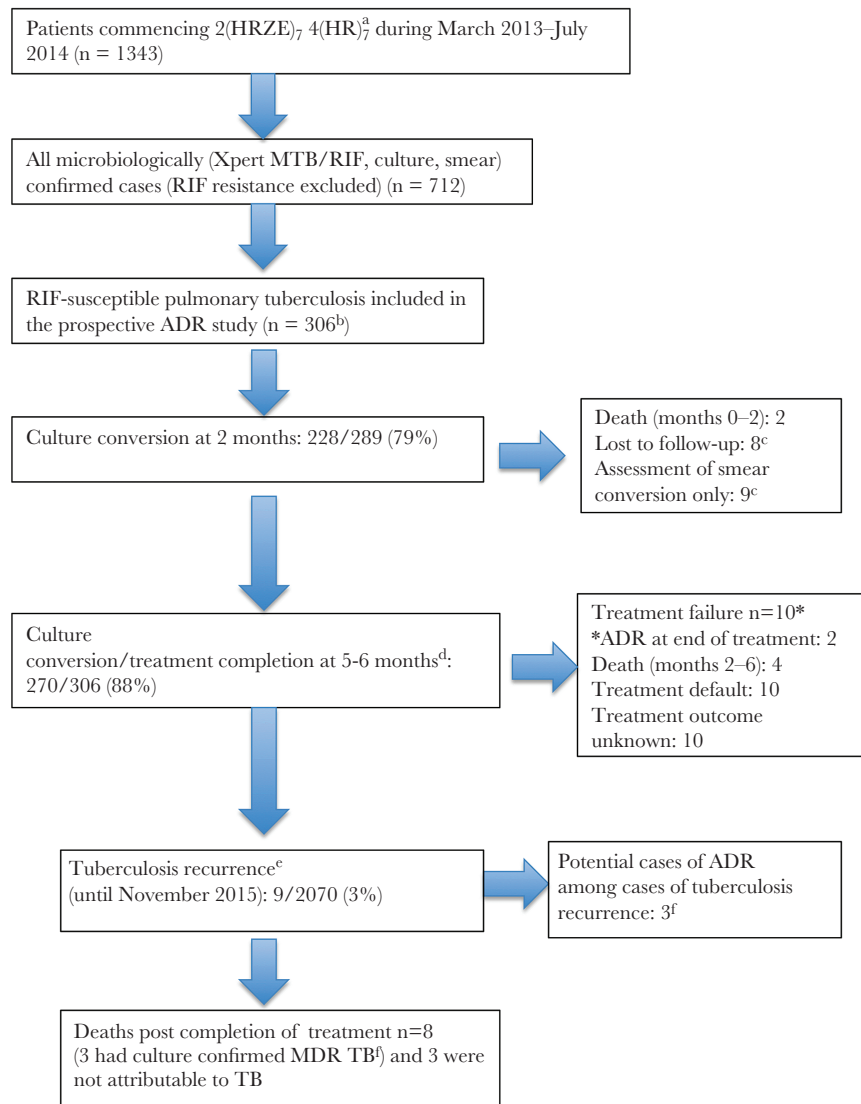 Patients commencing 2(HRZE)₇ 4(HR)₇ᵃ during March 2013–July
2014 (n = 1343)
All microbiologically (Xpert MTB/RIF, culture, smear)
confirmed cases (RIF resistance excluded) (n = 712)
RIF-susceptible pulmonary tuberculosis included in
the prospective ADR study (n = 306ᵇ)
Culture conversion at 2 months: 228/289 (79%)
Death (months 0–2): 2
Lost to follow-up: 8ᶜ
Assessment of smear
conversion only: 9ᶜ
Culture
conversion/treatment completion at 5-6 monthsᵈ:
270/306 (88%)
Treatment failure n=10*
*ADR at end of treatment: 2
Death (months 2–6): 4
Treatment default: 10
Treatment outcome
unknown: 10
Tuberculosis recurrenceᵉ
(until November 2015): 9/2070 (3%)
Potential cases of ADR
among cases of tuberculosis
recurrence: 3ᶠ
Deaths post completion of treatment n=8
(3 had culture confirmed MDR TBᶠ) and 3 were
not attributable to TB